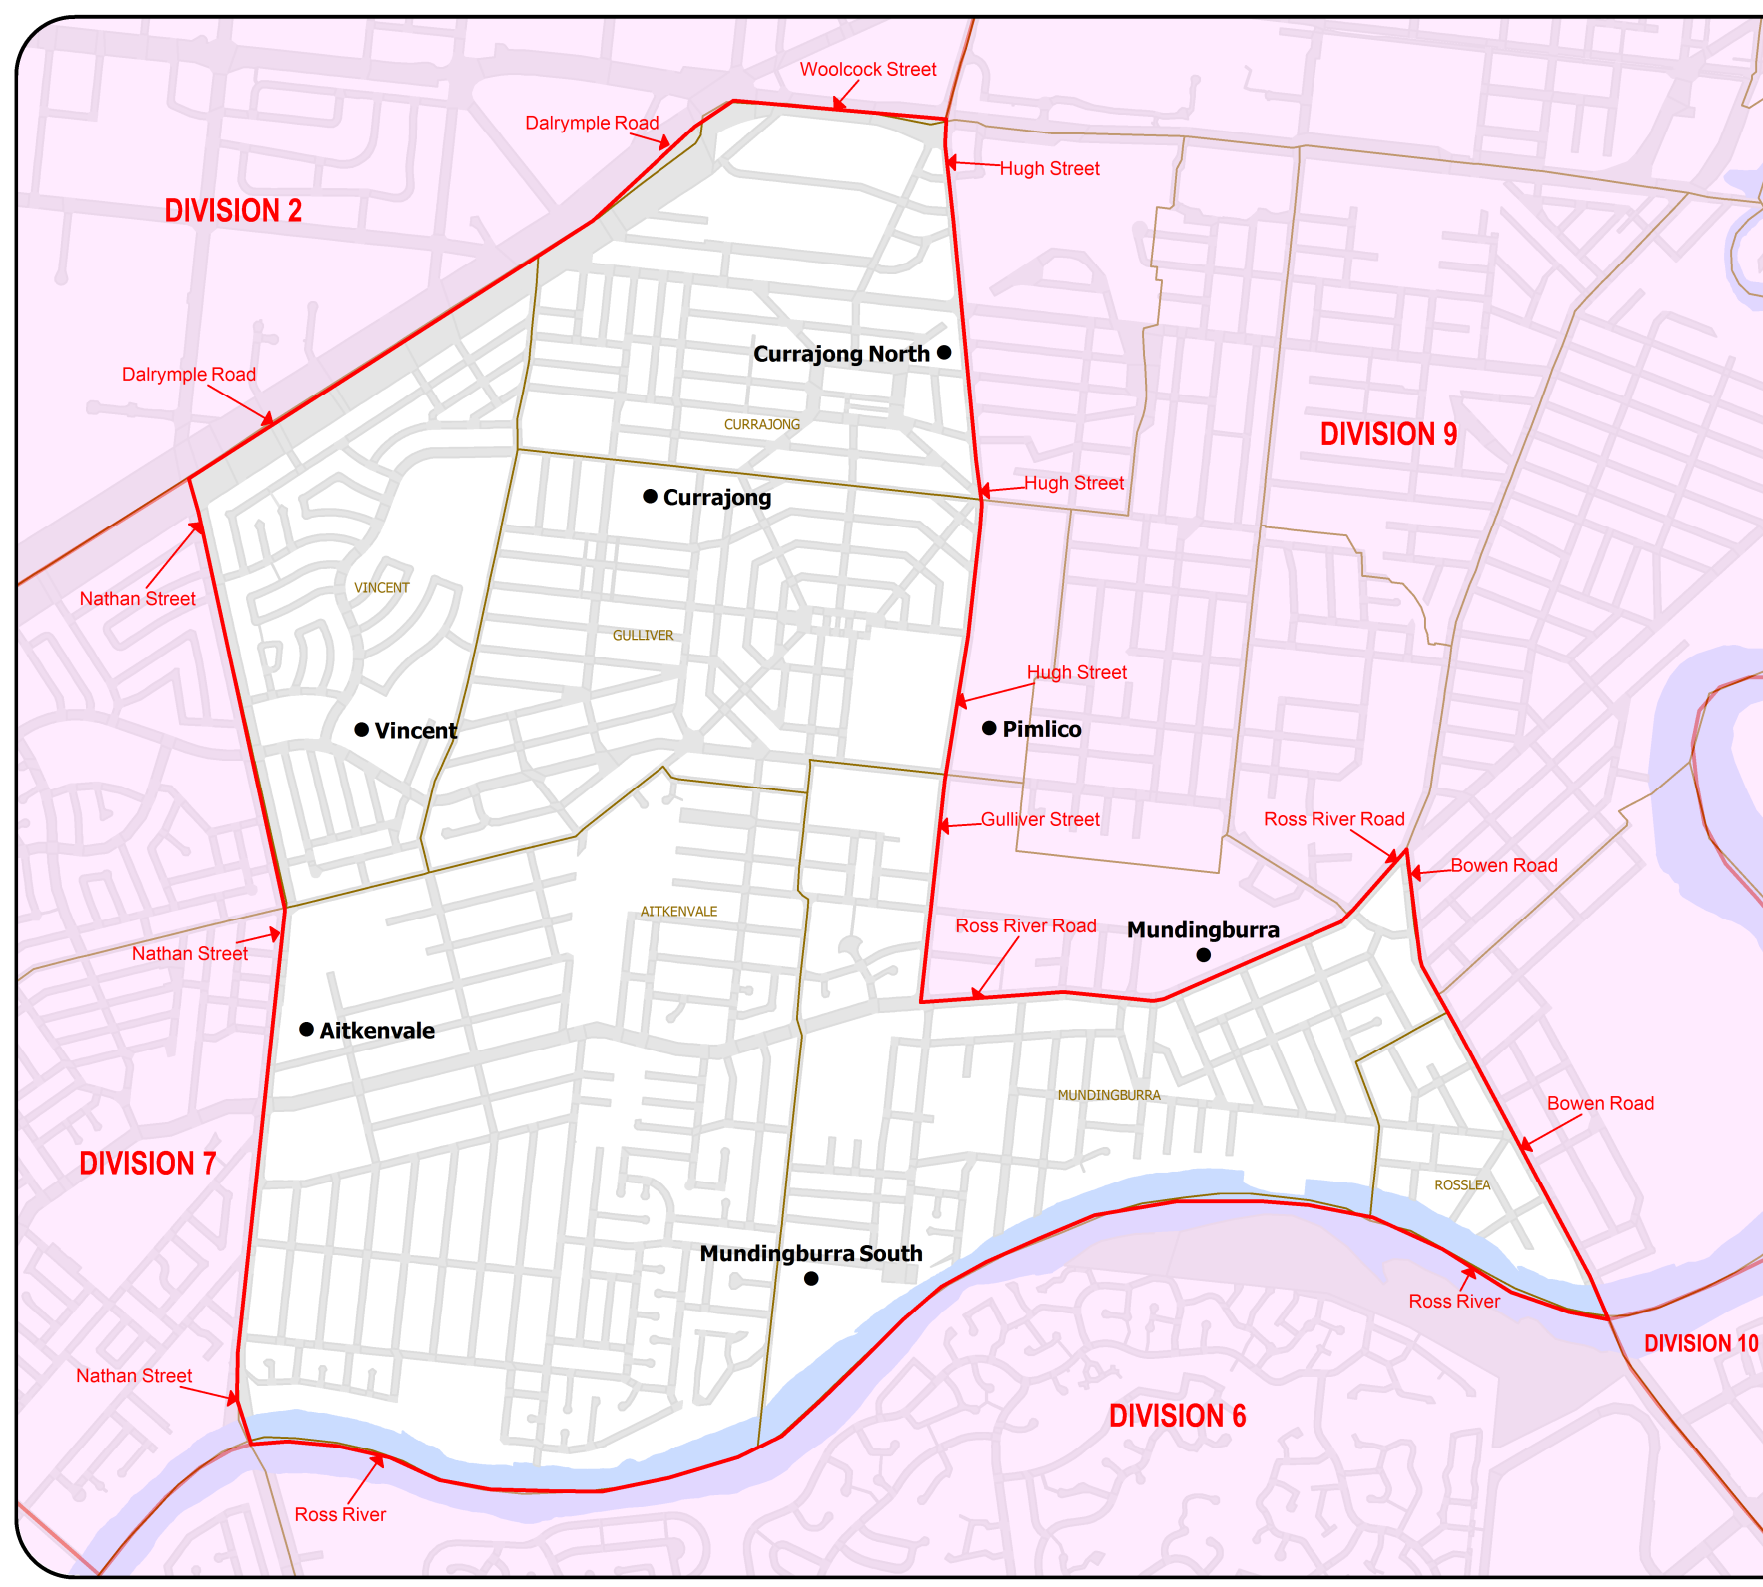 Woolcock Street
Dalrymple Road
Hugh Street
DIVISION 2
Currajong North
Dalrymple Road
CURRAJONG
DIVISION 9
Hugh Street
Currajong
VINCENT
Nathan Street
GULLIVER
Hugh Street
Vincent
Pimlico
Gulliver Street
Ross River Road
Bowen Road
AITKENVALE
Ross River Road
Mundingburra
Nathan Street
Aitkenvale
MUNDINGBURRA
Bowen Road
DIVISION 7
ROSSLEA
Mundingburra South
Ross River
DIVISION 10
Nathan Street
DIVISION 6
Ross River